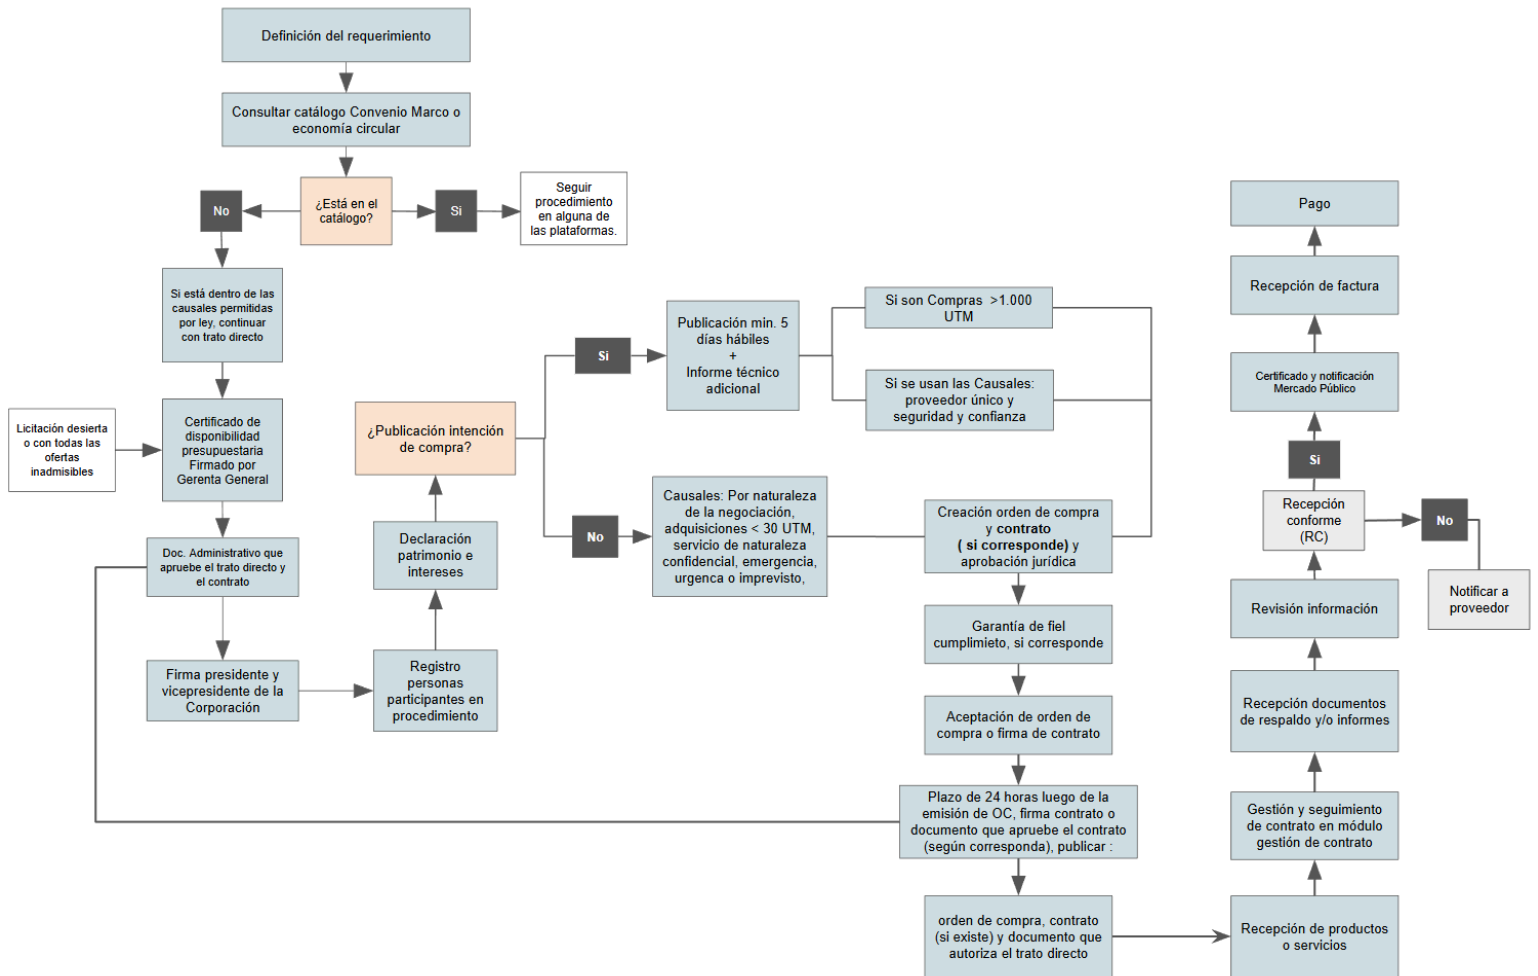 Definición del requerimiento
Consultar catálogo Convenio Marco o
economía circular
¿Está en el
catálogo?
No
Si
Seguir
procedimiento
en alguna de
las plataformas.
Si está dentro de las
causales permitidas
por ley, continuar
con trato directo
Licitación desierta
o con todas las
ofertas
inadmisibles
Certificado de
disponibilidad
presupuestaria
Firmado por
Gerenta General
Doc. Administrativo que
apruebe el trato directo y
el contrato
Firma presidente y
vicepresidente de la
Corporación
Registro
personas
participantes en
procedimiento
Declaración
patrimonio e
intereses
¿Publicación intención
de compra?
Si
Publicación min. 5
días hábiles
+
Informe técnico
adicional
Si son Compras >1.000
UTM
Si se usan las Causales:
proveedor único y
seguridad y confianza
No
Causales: Por naturaleza
de la negociación,
adquisiciones < 30 UTM,
servicio de naturaleza
confidencial, emergencia,
urgenca o imprevisto,
Creación orden de compra
y contrato
( si corresponde) y
aprobación jurídica
Garantía de fiel
cumplimieto, si corresponde
Aceptación de orden de
compra o firma de contrato
Plazo de 24 horas luego de la
emisión de OC, firma contrato o
documento que apruebe el contrato
(según corresponda), publicar :
orden de compra, contrato
(si existe) y documento que
autoriza el trato directo
Recepción de productos
o servicios
Gestión y seguimiento
de contrato en módulo
gestión de contrato
Recepción documentos
de respaldo y/o informes
Revisión información
Recepción
conforme
(RC)
No
Notificar a
proveedor
Si
Certificado y notificación
Mercado Público
Recepción de factura
Pago